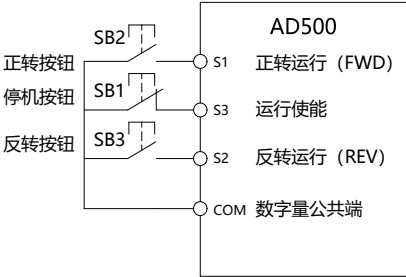 AD500
SB2
正转按钮
S1 正转运行（FWD）
停机按钮
SB1
S3 运行使能
反转按钮
SB3
S2 反转运行（REV）
COM 数字量公共端